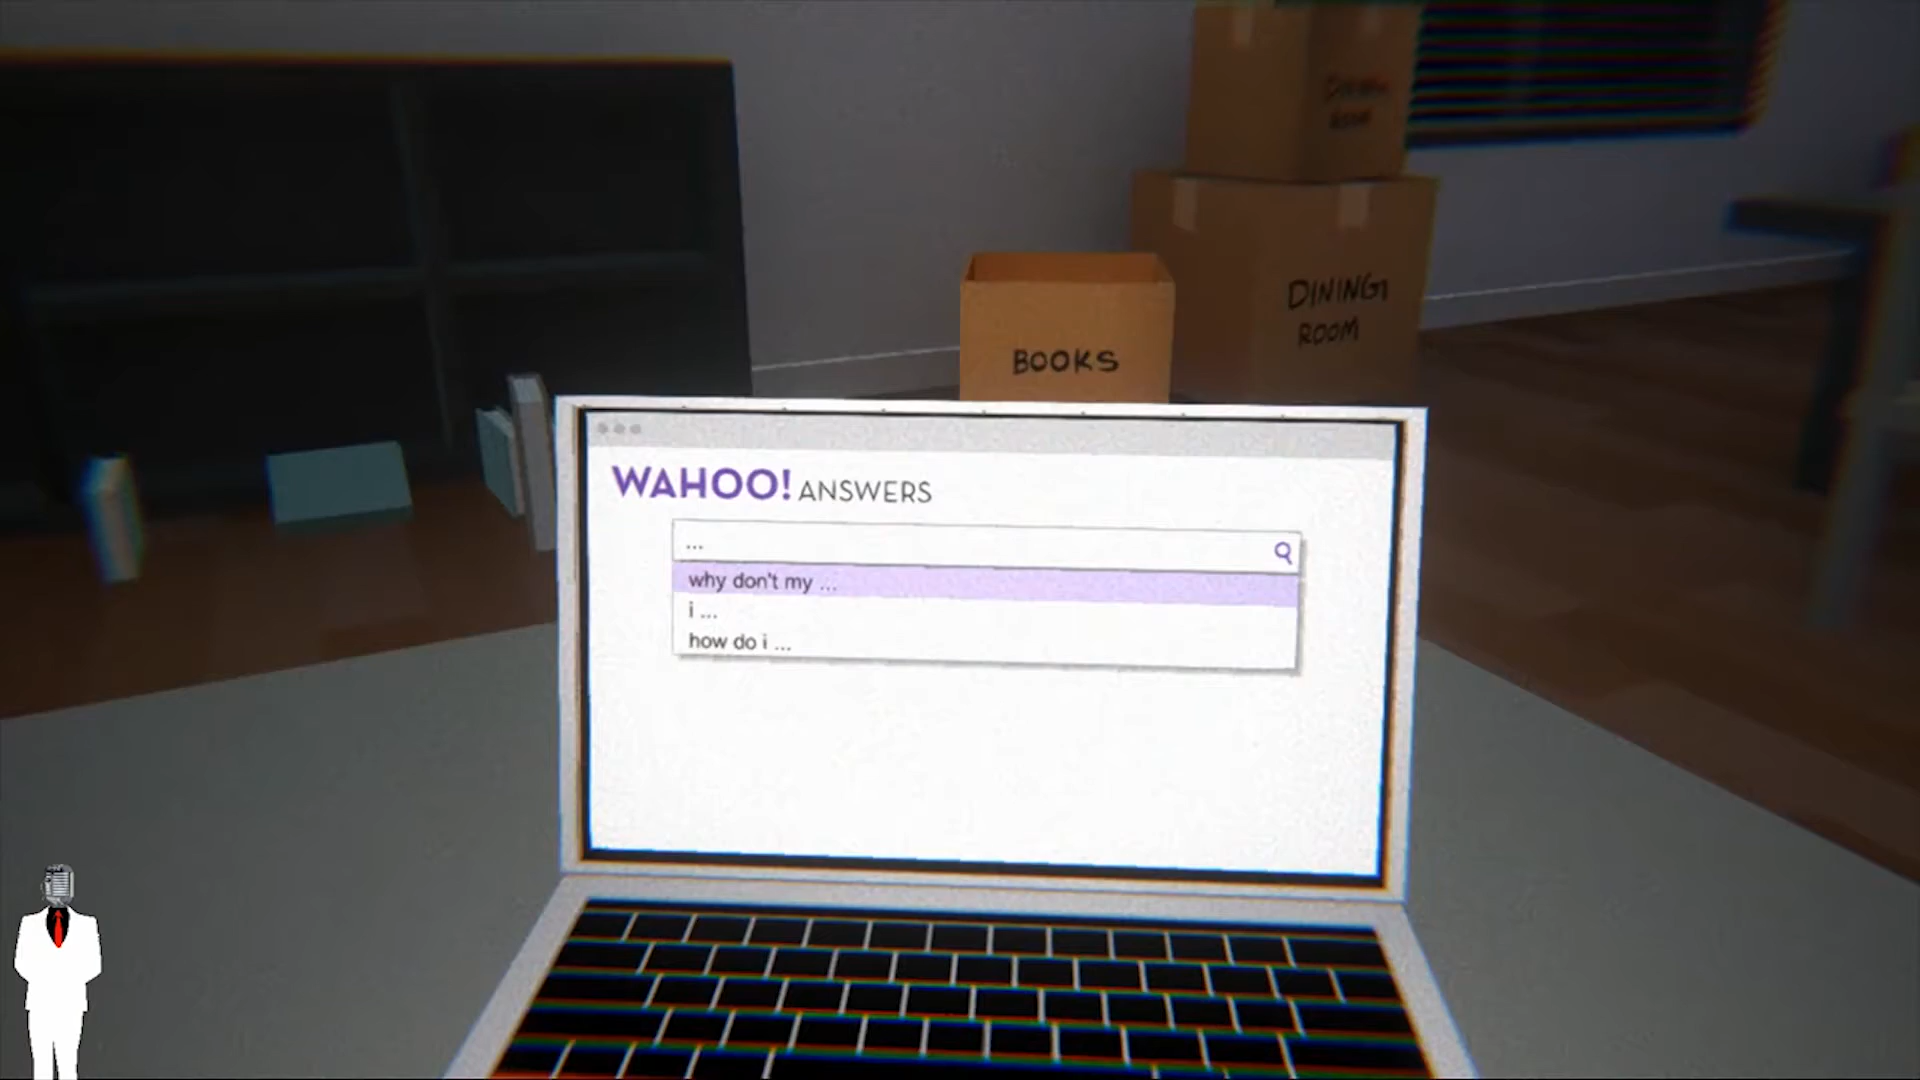 DINING
ROOM
BOOKS
WAHOO! ANSWERS
...
why don't my ...
i ...
how do i ...